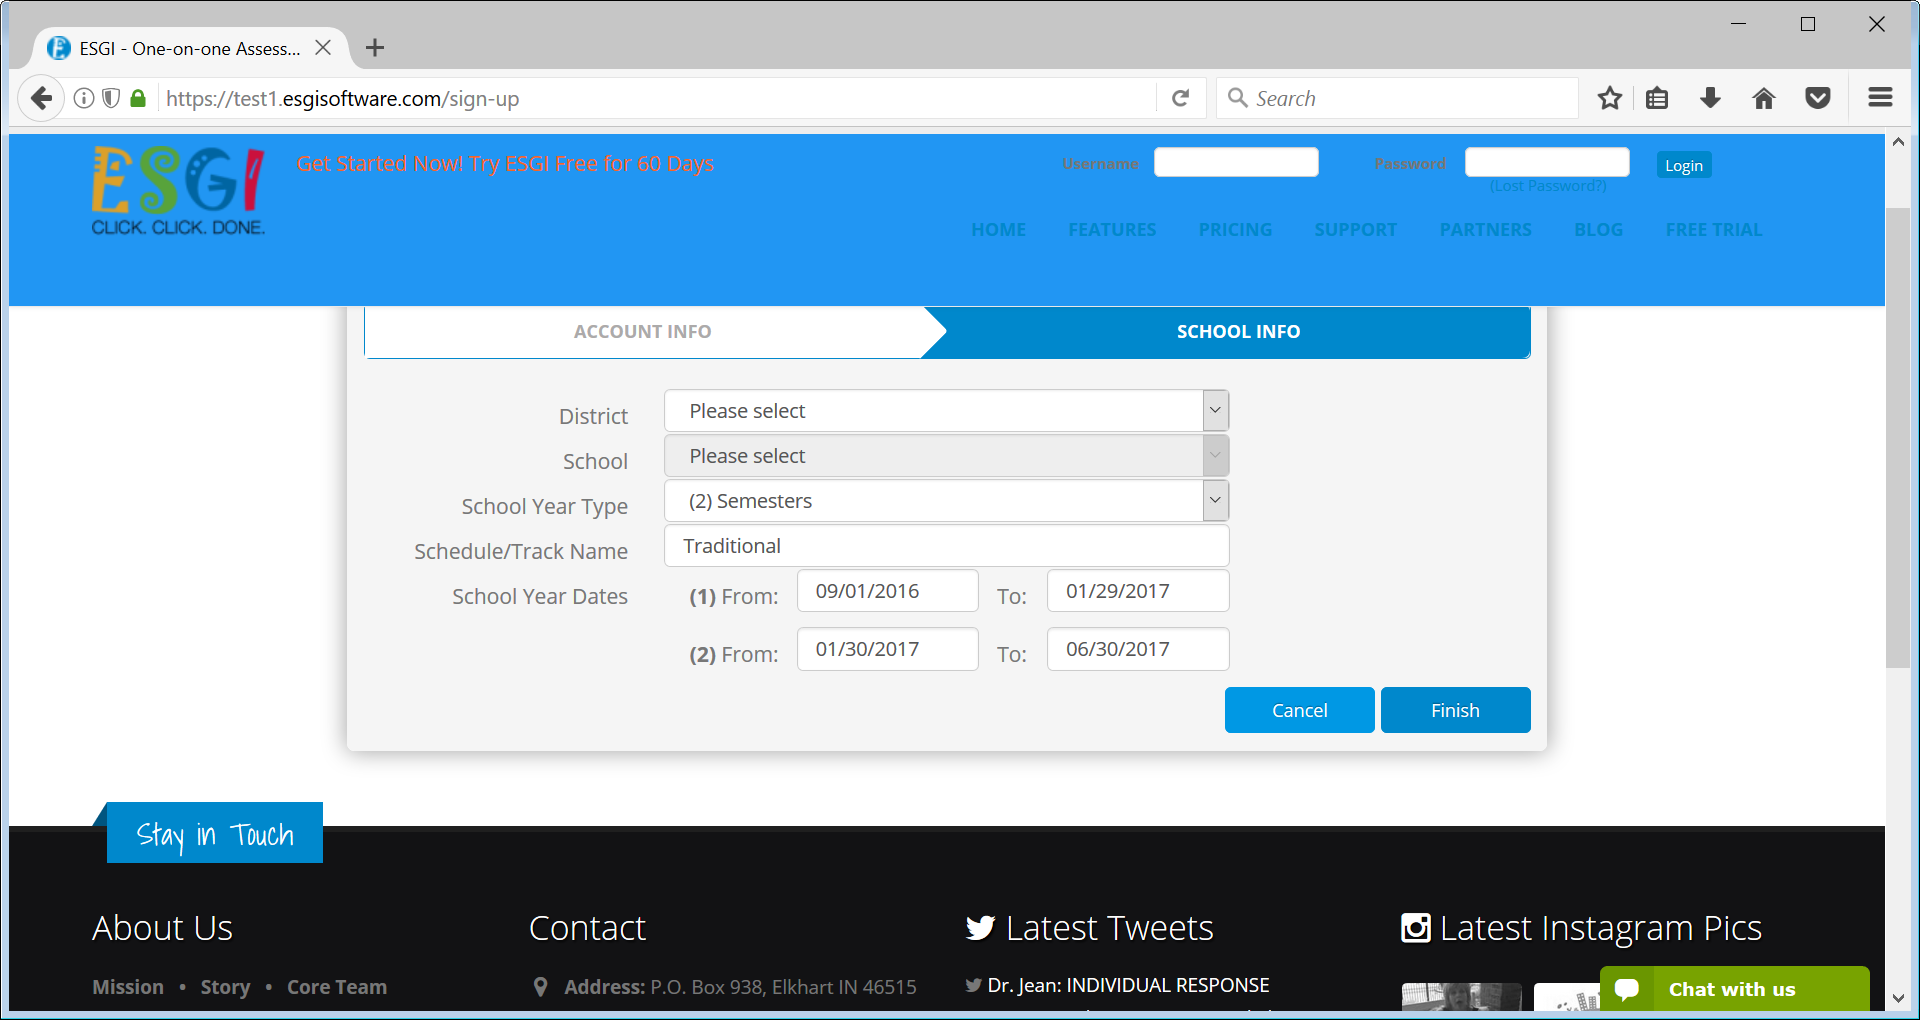 ESGI - One-on-one Assess...
https://test1.esgisoftware.com/sign-up
Search
ESGI
CLICK. CLICK. DONE.
Get Started Now! Try ESGI Free for 60 Days
Username
Password
Login
(Lost Password?)
HOME FEATURES PRICING SUPPORT PARTNERS BLOG FREE TRIAL
ACCOUNT INFO
SCHOOL INFO
District Please select
School Please select
School Year Type (2) Semesters
Schedule/Track Name Traditional
School Year Dates (1) From: 09/01/2016 To: 01/29/2017
(2) From: 01/30/2017 To: 06/30/2017
Cancel Finish
Stay in Touch
About Us
Mission • Story • Core Team
Contact
Address: P.O. Box 938, Elkhart IN 46515
Latest Tweets
Dr. Jean: INDIVIDUAL RESPONSE
Latest Instagram Pics
Chat with us